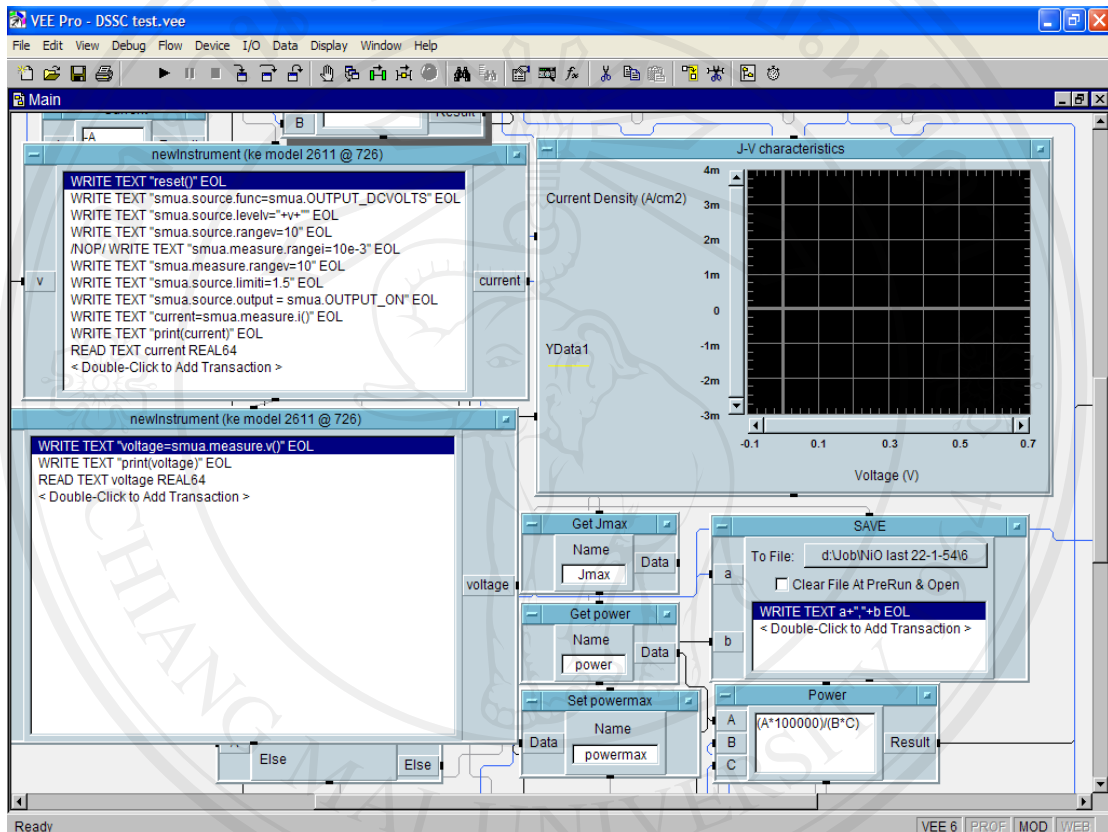 VEE Pro - DSSC test.vee
File Edit View Debug Flow Device I/O Data Display Window Help
Main
-A
B
Result
newInstrument (ke model 2611 @ 726)
WRITE TEXT "reset()" EOL
WRITE TEXT "smua.source.func=smua.OUTPUT_DCVOLTS" EOL
WRITE TEXT "smua.source.levelv="+v+"" EOL
WRITE TEXT "smua.source.rangev=10" EOL
/NOP/ WRITE TEXT "smua.measure.rangei=10e-3" EOL
WRITE TEXT "smua.measure.rangev=10" EOL
WRITE TEXT "smua.source.limiti=1.5" EOL
WRITE TEXT "smua.source.output = smua.OUTPUT_ON" EOL
WRITE TEXT "current=smua.measure.i()" EOL
WRITE TEXT "print(current)" EOL
READ TEXT current REAL64
< Double-Click to Add Transaction >
v
current
J-V characteristics
Current Density (A/cm2)
YData1
4m
3m
2m
1m
0
-1m
-2m
-3m
-0.1 0.1 0.3 0.5 0.7
Voltage (V)
newInstrument (ke model 2611 @ 726)
WRITE TEXT "voltage=smua.measure.v()" EOL
WRITE TEXT "print(voltage)" EOL
READ TEXT voltage REAL64
< Double-Click to Add Transaction >
voltage
Get Jmax
Name
Jmax
Data
Get power
Name
power
Data
Set powermax
Data
Name
powermax
SAVE
To File: d:\Job\NiO last 22-1-54\6
Clear File At PreRun & Open
a
b
WRITE TEXT a+","+b EOL
< Double-Click to Add Transaction >
Power
A
B
C
(A*100000)/(B*C)
Result
Else
Else
Ready
VEE 6 PROF MOD WEB
CHIANG MAI UNIVERSITY